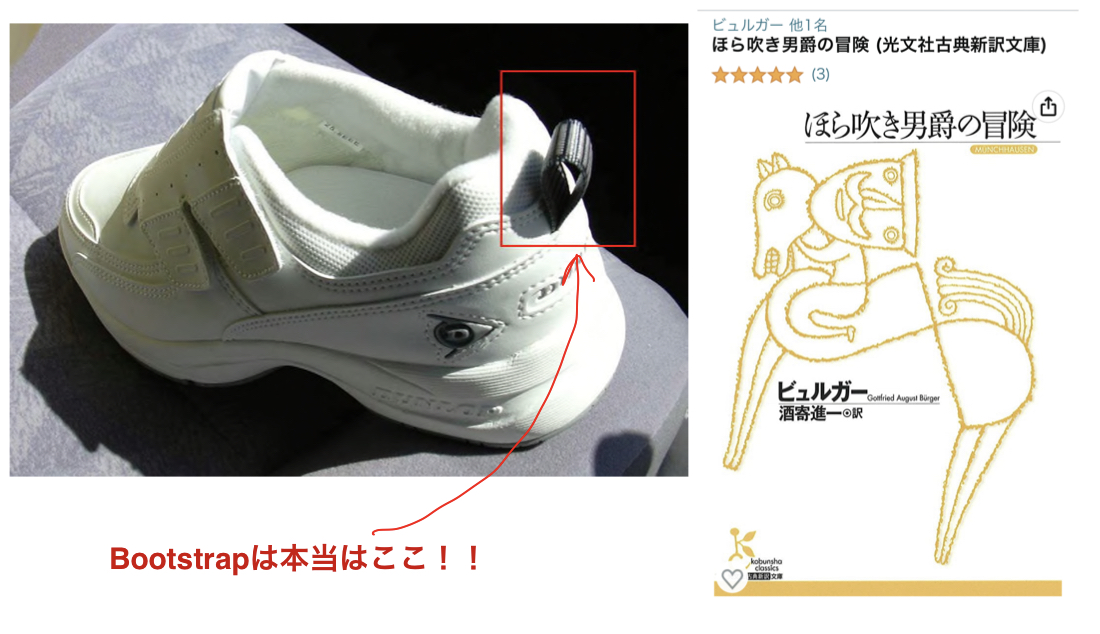 Bootstrapは本当はここ！！
ビュルガー 他1名
ほら吹き男爵の冒険 (光文社古典新訳文庫)
(3)
ほら吹き男爵の冒険
MÜNCHHAUSEN
ビュルガー Gottfried August Bürger
酒寄進一◉訳
kobunsha
classics
古典新訳文庫